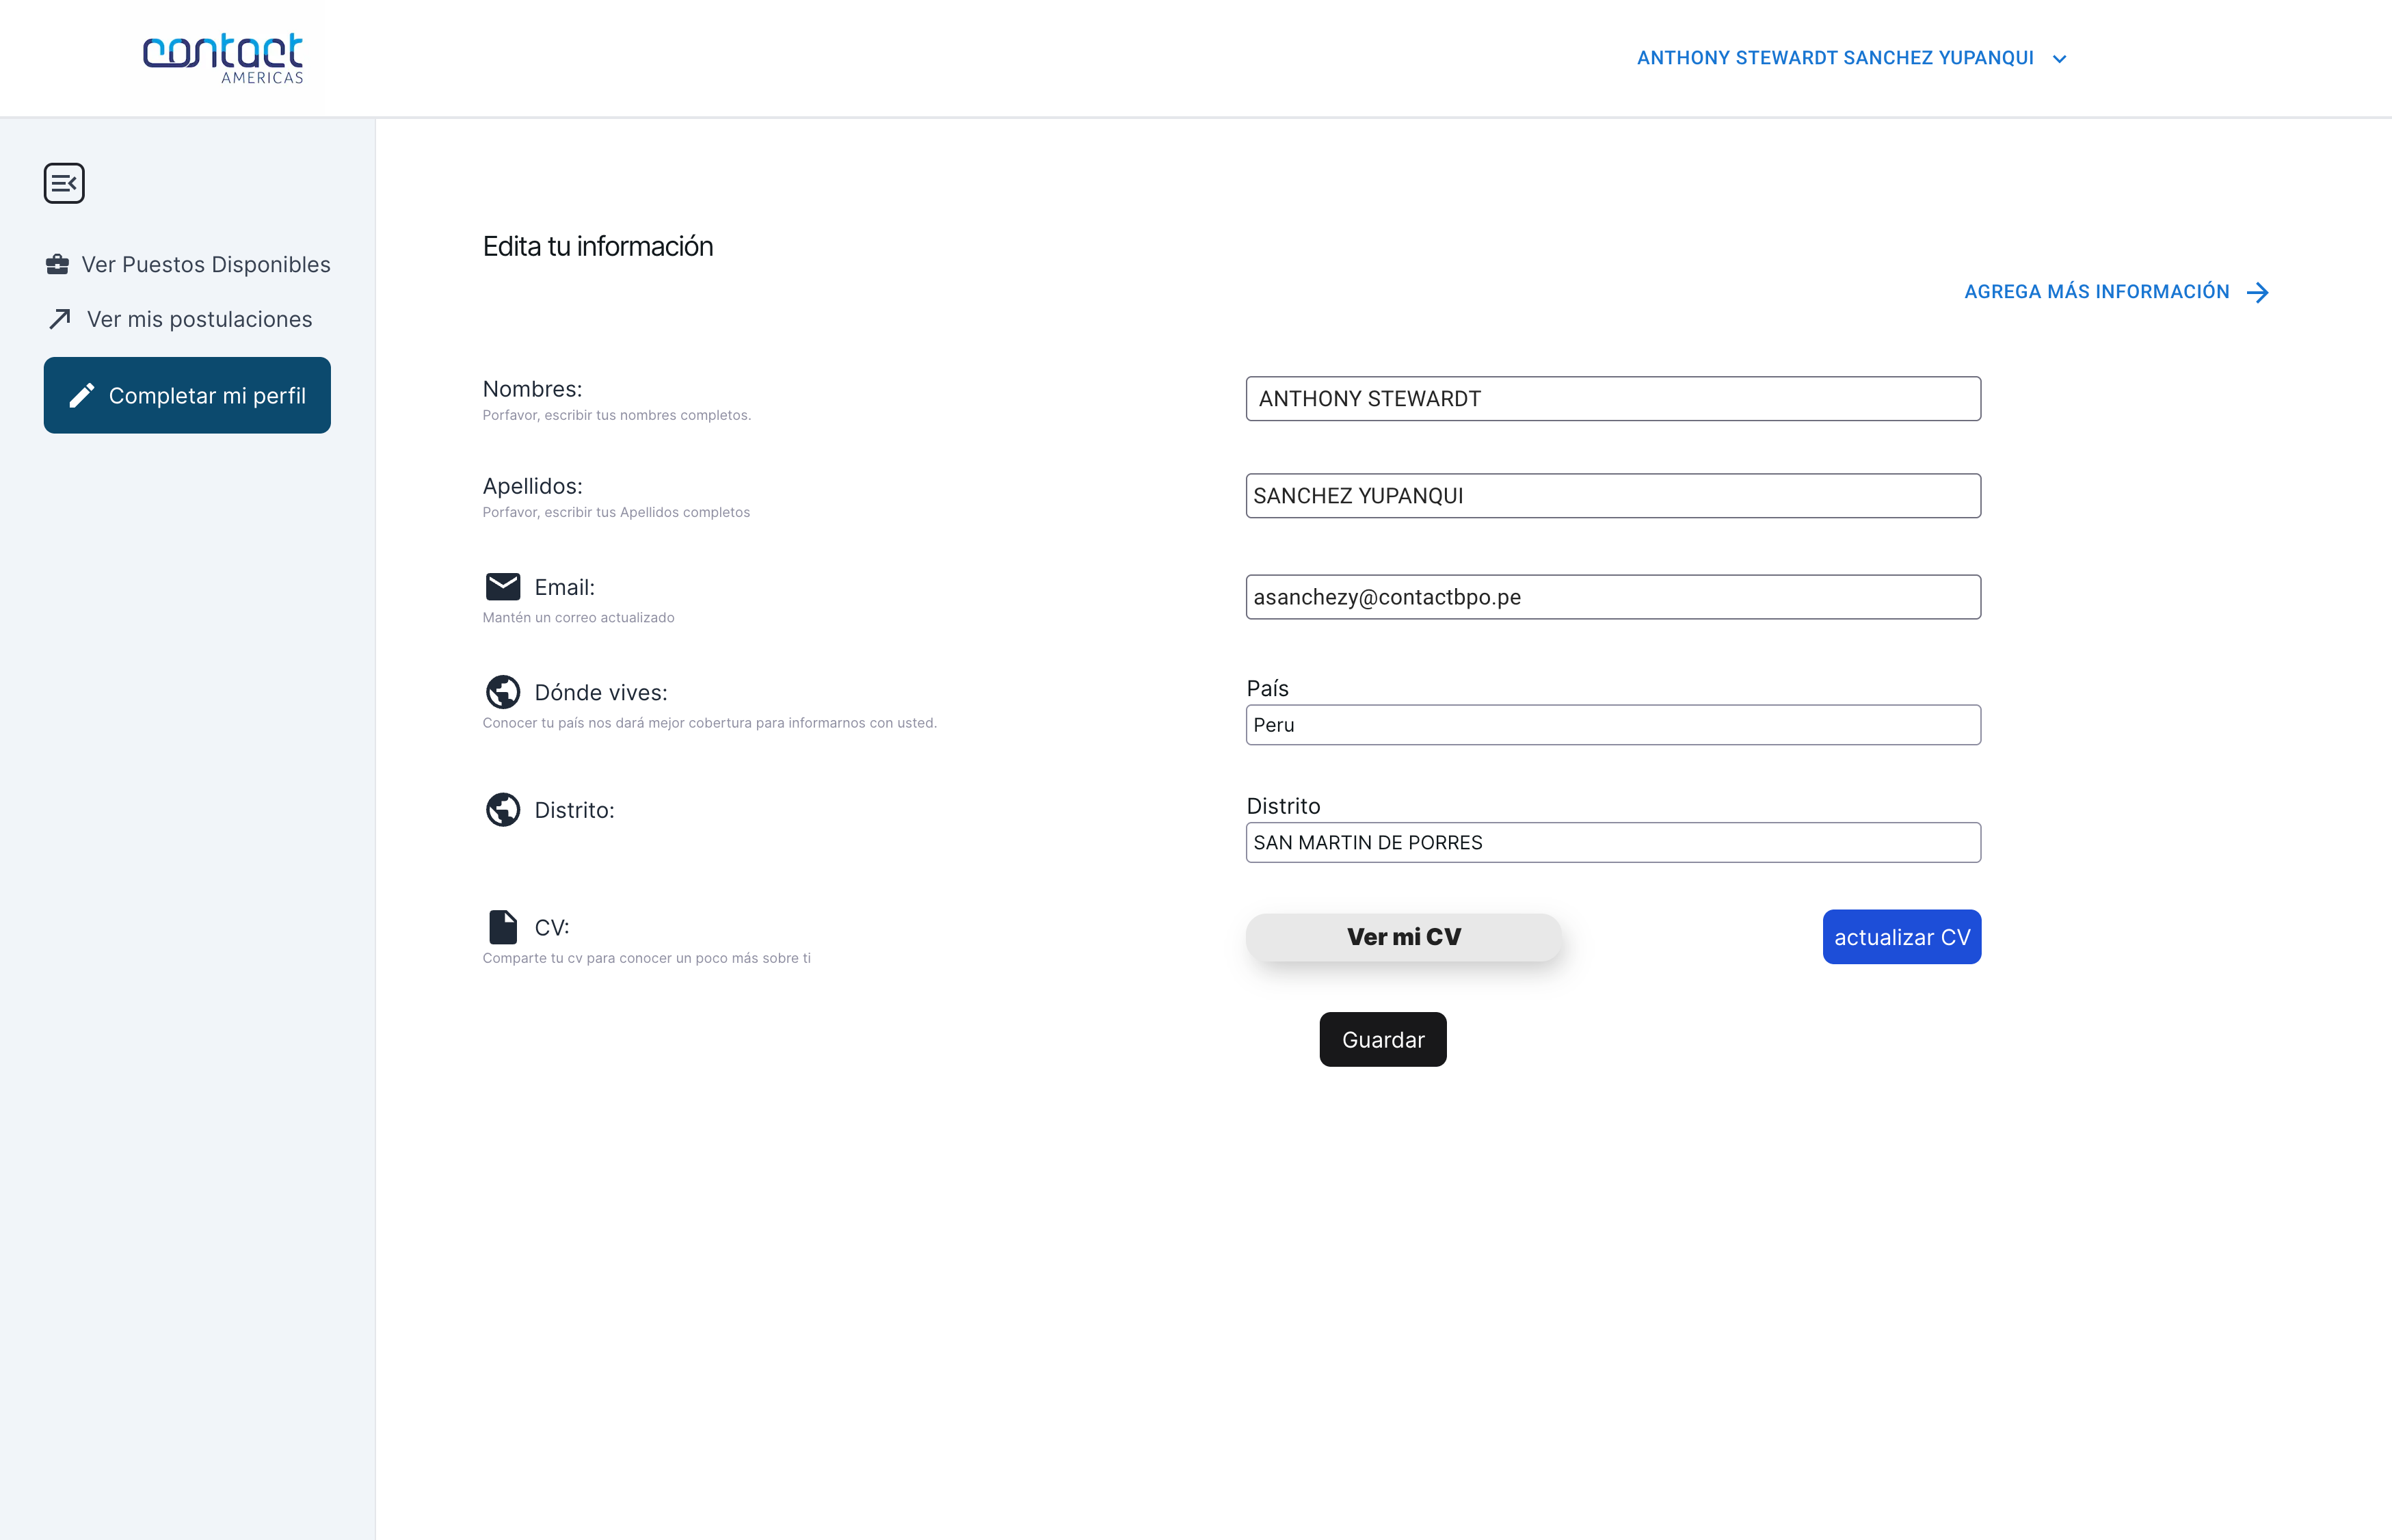 contact
AMERICAS
ANTHONY STEWARDT SANCHEZ YUPANQUI
Ver Puestos Disponibles
Ver mis postulaciones
Completar mi perfil
Edita tu información
AGREGA MÁS INFORMACIÓN
Nombres:
Porfavor, escribir tus nombres completos.
ANTHONY STEWARDT
Apellidos:
Porfavor, escribir tus Apellidos completos
SANCHEZ YUPANQUI
Email:
Mantén un correo actualizado
asanchezy@contactbpo.pe
Dónde vives:
Conocer tu país nos dará mejor cobertura para informarnos con usted.
País
Peru
Distrito:
Distrito
SAN MARTIN DE PORRES
CV:
Comparte tu cv para conocer un poco más sobre ti
Ver mi CV
actualizar CV
Guardar